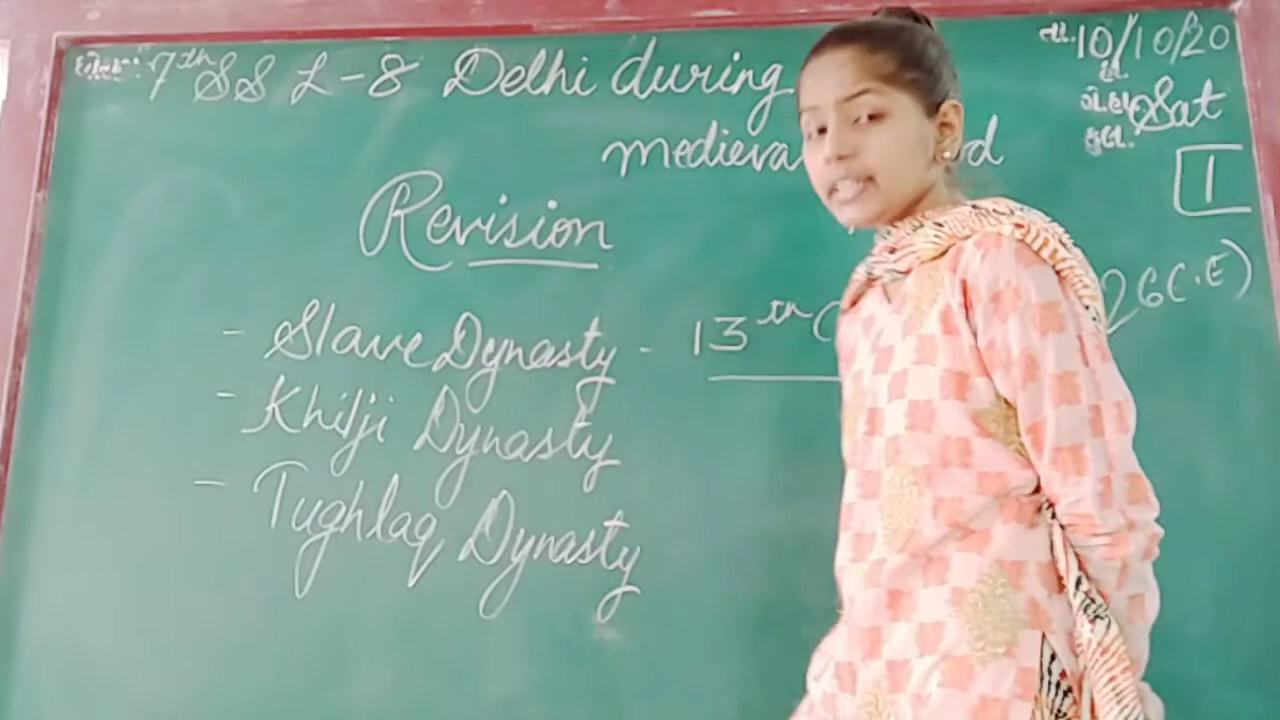 7th SS L-8 Delhi during
medieva d
Revision
- Slave Dynasty - 13th C 26 C.E)
- Khilji Dynasty
- Tughlaq Dynasty
તા. 10/10/20
Sat
1